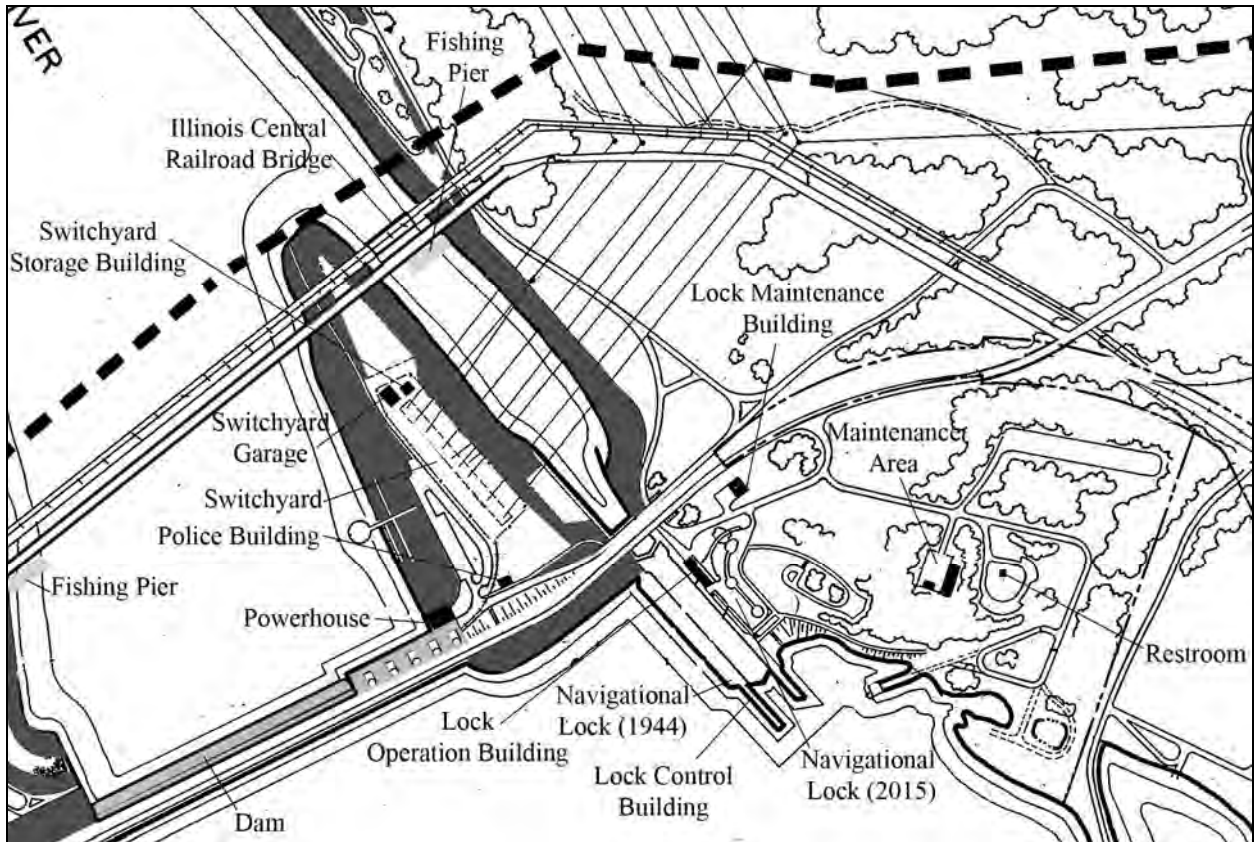 VER
Fishing
Pier
Illinois Central
Railroad Bridge
Switchyard
Storage Building
Lock Maintenance
Building
Switchyard
Garage
Maintenance
Area
Switchyard
Police Building
Fishing Pier
Powerhouse
Restroom
Navigational
Lock (1944)
Lock
Operation Building
Lock Control
Building
Navigational
Lock (2015)
Dam